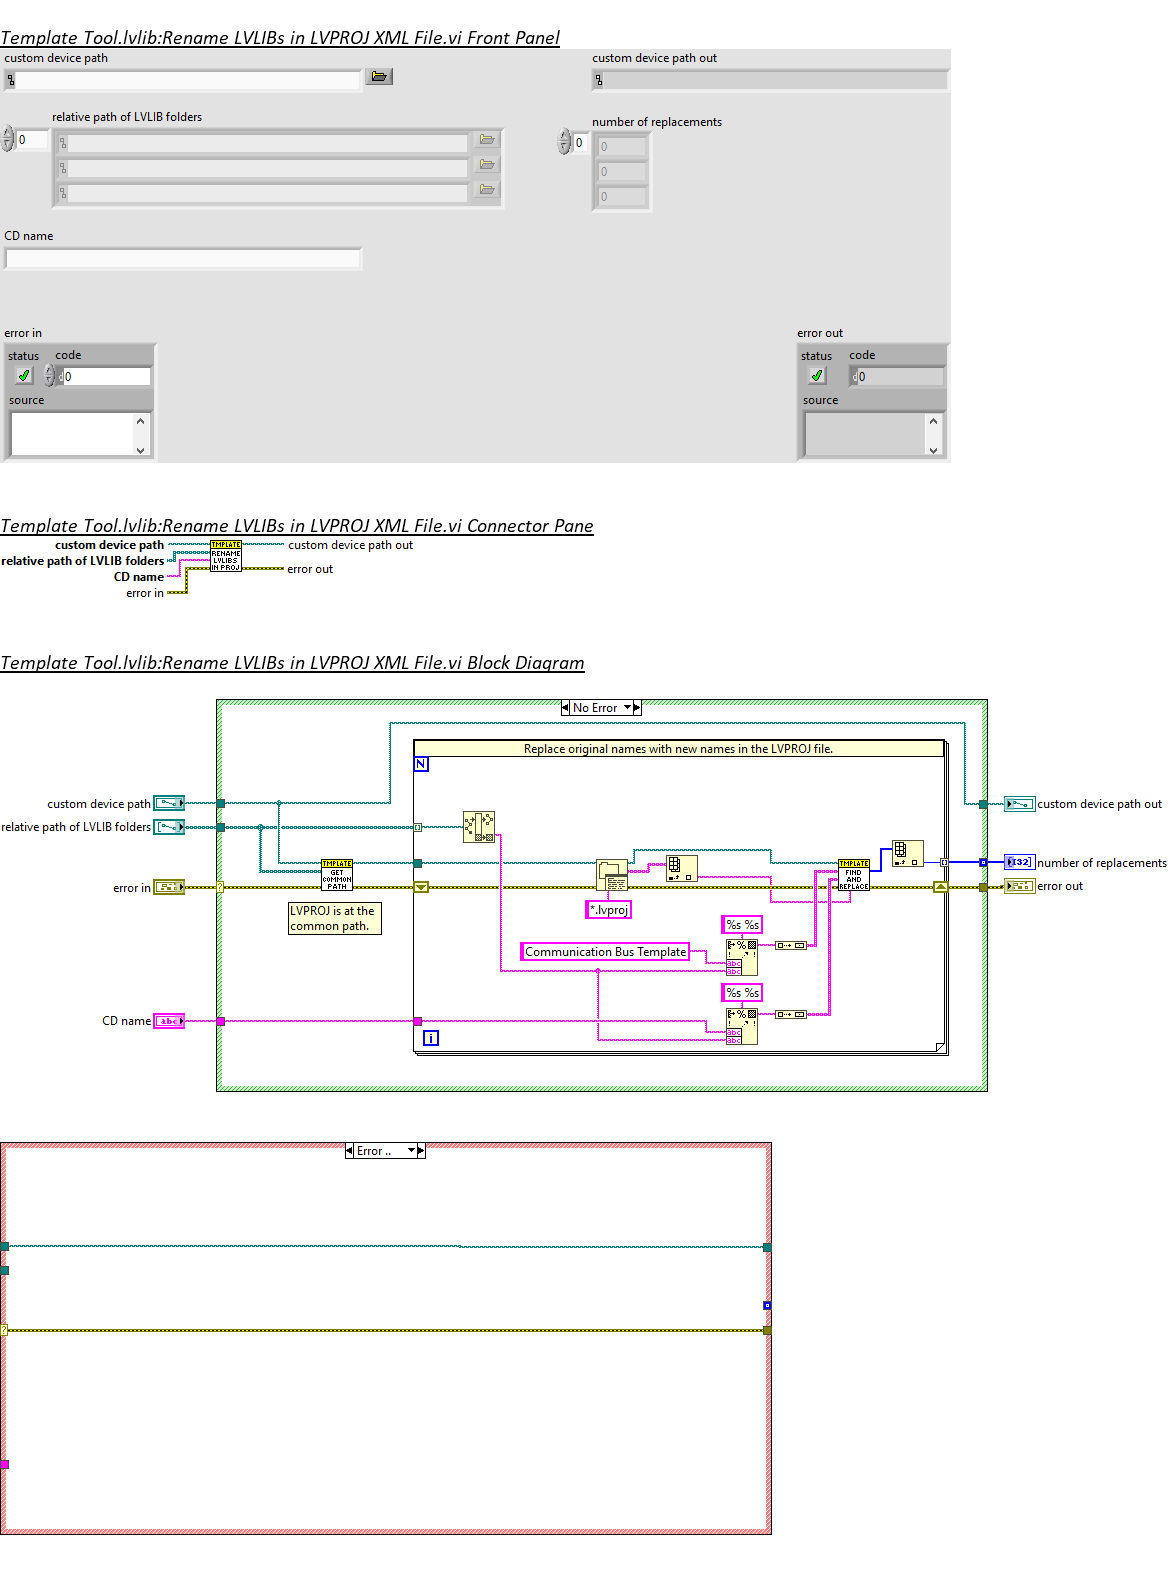 Template Tool.lvlib:Rename LVLIBs in LVPROJ XML File.vi Front Panel
custom device path
custom device path out
relative path of LVLIB folders
number of replacements
0
0
0
0
0
CD name
error in
error out
status code
status code
0
0
source
source
Template Tool.lvlib:Rename LVLIBs in LVPROJ XML File.vi Connector Pane
custom device path
relative path of LVLIB folders
CD name
error in
TMPLATE
RENAME
LVLIBS
IN PROJ
custom device path out
error out
Template Tool.lvlib:Rename LVLIBs in LVPROJ XML File.vi Block Diagram
No Error
Replace original names with new names in the LVPROJ file.
N
custom device path
relative path of LVLIB folders
error in
CD name
abc
?
TMPLATE
GET
COMMON
PATH
LVPROJ is at the
common path.
*.lvproj
TMPLATE
FIND
AND
REPLACE
%s %s
Communication Bus Template
abc
abc
%s %s
abc
abc
i
custom device path out
I32
number of replacements
error out
Error ..
?